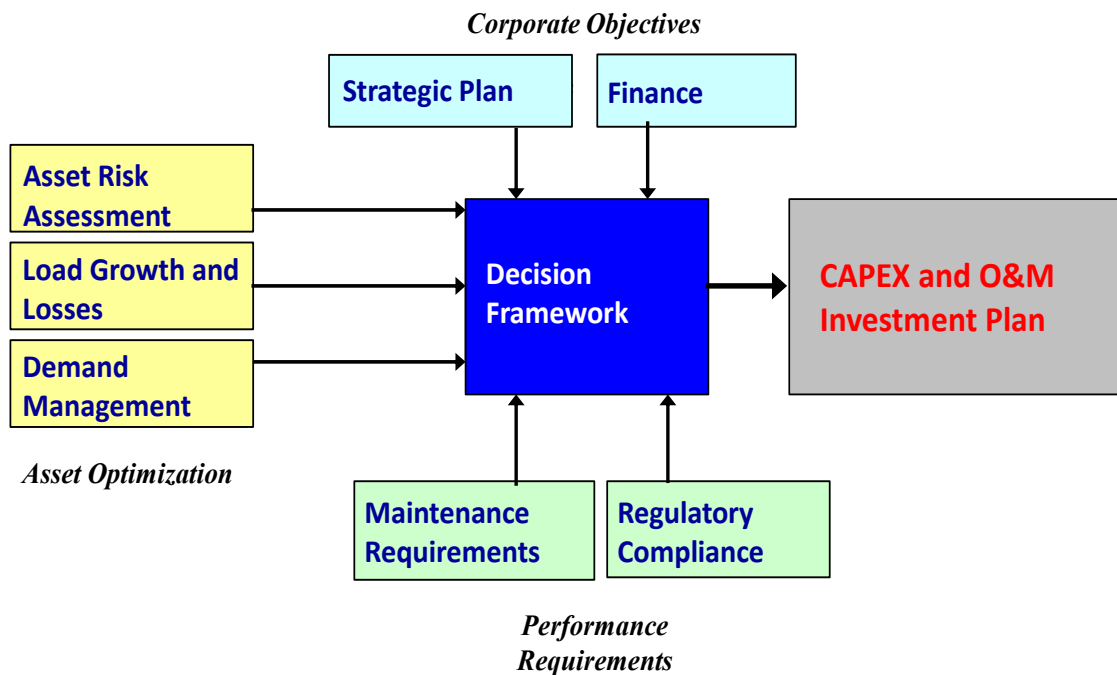 Corporate Objectives
Strategic Plan
Finance
Asset Risk
Assessment
Load Growth and
Losses
Demand
Management
Asset Optimization
Decision
Framework
CAPEX and O&M
Investment Plan
Maintenance
Requirements
Regulatory
Compliance
Performance
Requirements